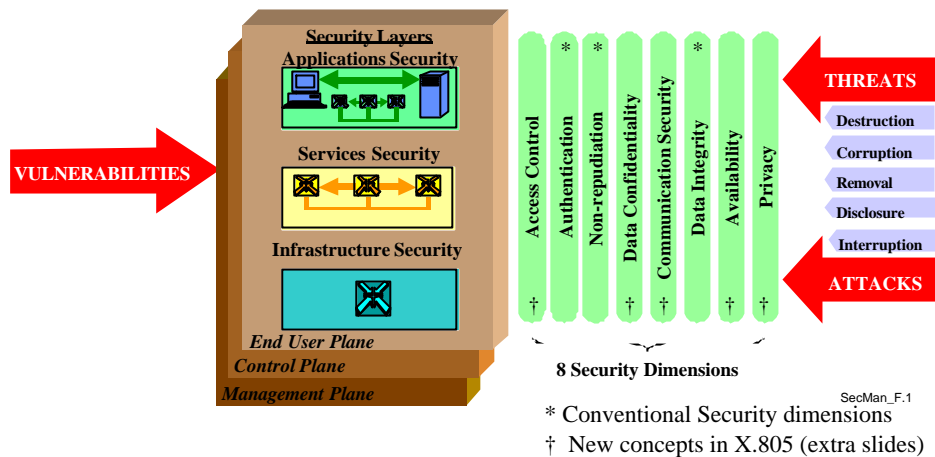 Security Layers
Applications Security
Services Security
Infrastructure Security
End User Plane
Control Plane
Management Plane
VULNERABILITIES
Access Control †
Authentication *
Non-repudiation *
Data Confidentiality †
Communication Security †
Data Integrity *
Availability †
Privacy †
8 Security Dimensions
THREATS
Destruction
Corruption
Removal
Disclosure
Interruption
ATTACKS
SecMan_F.1
* Conventional Security dimensions
† New concepts in X.805 (extra slides)